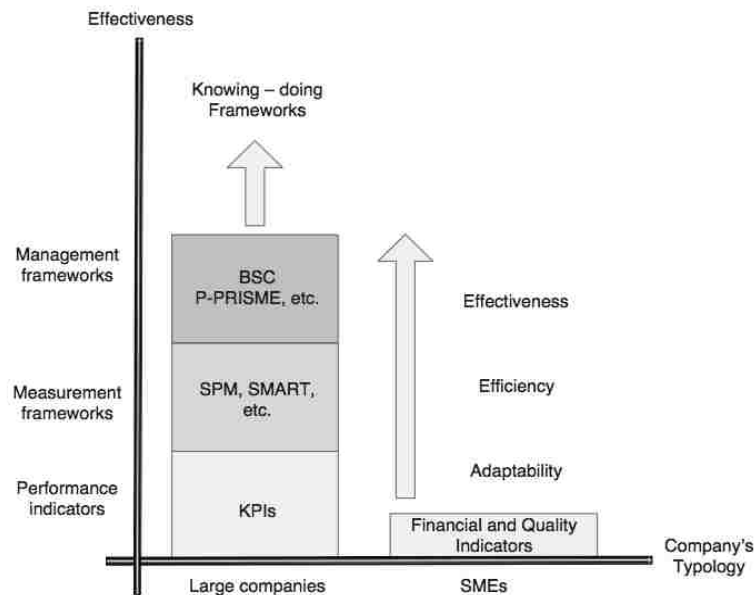 Effectiveness
Knowing – doing
Frameworks
Management
frameworks
BSC
P-PRISME, etc.
Effectiveness
Measurement
frameworks
SPM, SMART,
etc.
Efficiency
Adaptability
Performance
indicators
KPIs
Financial and Quality
Indicators
Company's
Typology
Large companies
SMEs